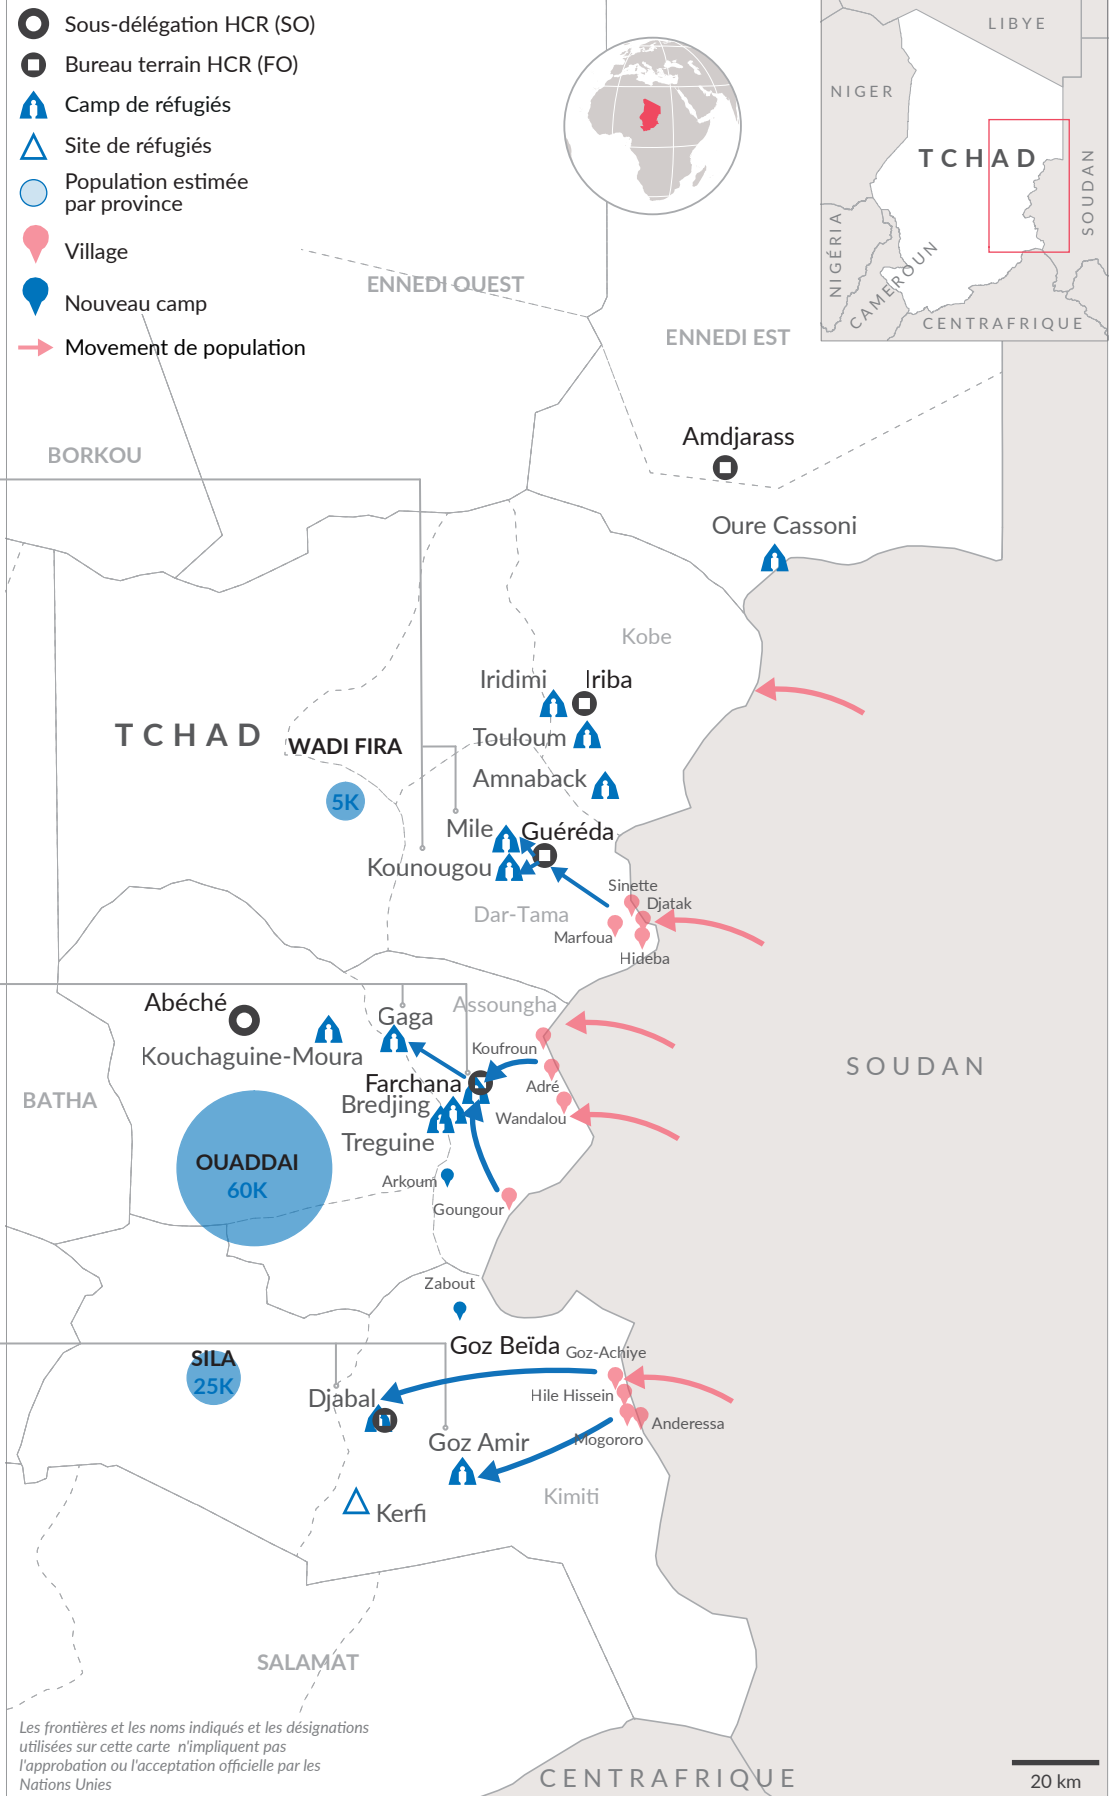 Sous-délégation HCR (SO)
Bureau terrain HCR (FO)
Camp de réfugiés
Site de réfugiés
Population estimée
par province
Village
Nouveau camp
Movement de population
LIBYE
NIGER
TCHAD
SOUDAN
NIGÉRIA
CAMEROUN
CENTRAFRIQUE
ENNEDI OUEST
ENNEDI EST
BORKOU
Amdjarass
Oure Cassoni
Kobe
Iridimi
Iriba
TCHAD
WADI FIRA
Touloum
Amnaback
5K
Mile
Guéréda
Kounougou
Sinette
Djatak
Dar-Tama
Marfoua
Hideba
Abéché
Assoungha
Gaga
Kouchaguine-Moura
Koufroun
SOUDAN
Farchana
Adré
BATHA
Bredjing
Wandalou
Treguine
OUADDAI
60K
Arkoum
Goungour
Zabout
Goz Beïda
Goz-Achiye
SILA
25K
Djabal
Hile Hissein
Anderessa
Goz Amir
Mogororo
Kimiti
Kerfi
SALAMAT
Les frontières et les noms indiqués et les désignations
utilisées sur cette carte n'impliquent pas
l'approbation ou l'acceptation officielle par les
Nations Unies
CENTRAFRIQUE
20 km